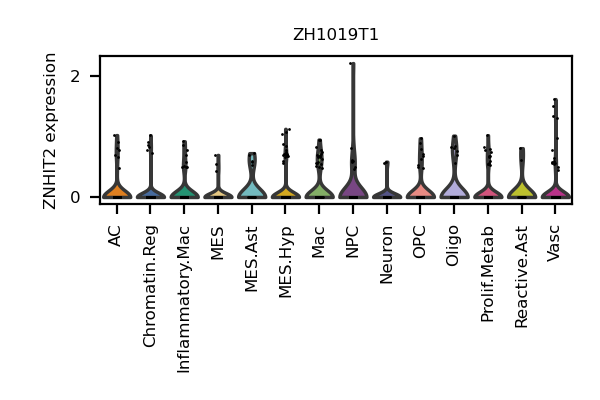 ZH1019T1
ZNHIT2 expression
2
0
AC
Chromatin.Reg
Inflammatory.Mac
MES
MES.Ast
MES.Hyp
Mac
NPC
Neuron
OPC
Oligo
Prolif.Metab
Reactive.Ast
Vasc